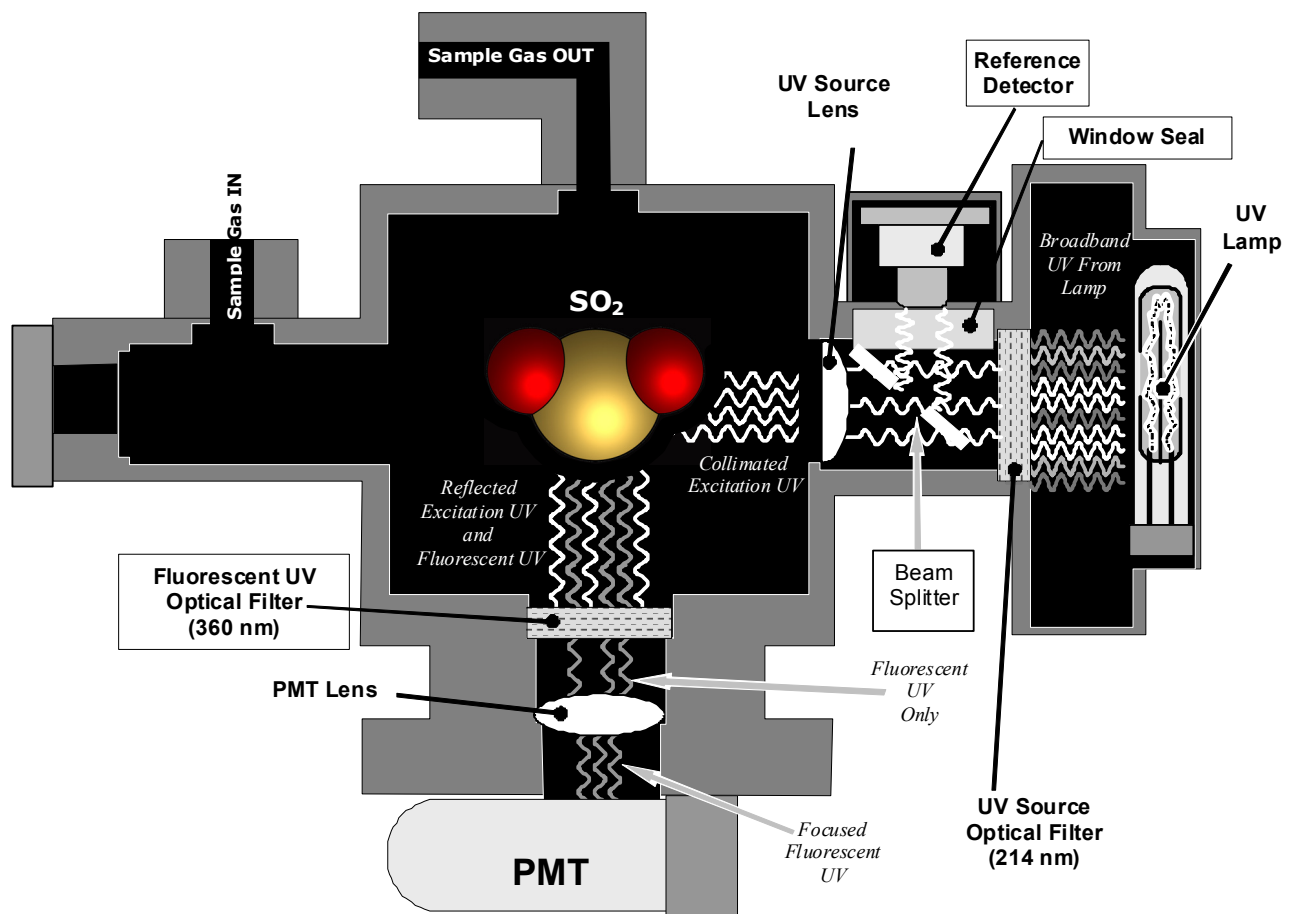 Sample Gas OUT
Reference
Detector
UV Source
Lens
Window Seal
Sample Gas IN
UV
Lamp
Broadband
UV From
Lamp
SO₂
Collimated
Excitation UV
Reflected
Excitation UV
and
Fluorescent UV
Fluorescent UV
Optical Filter
(360 nm)
Beam
Splitter
PMT Lens
Fluorescent
UV
Only
UV Source
Optical Filter
(214 nm)
Focused
Fluorescent
UV
PMT